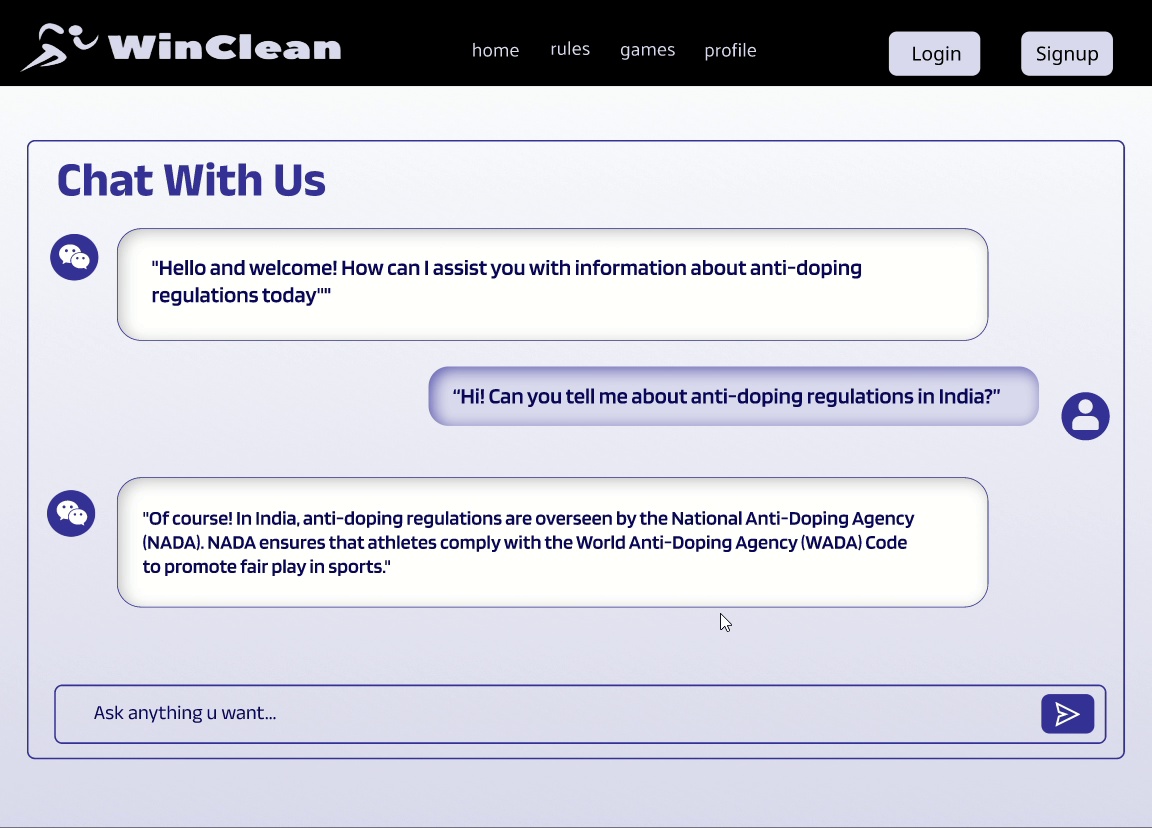 WinClean
home rules games profile Login Signup
Chat With Us
"Hello and welcome! How can I assist you with information about anti-doping
regulations today""
“Hi! Can you tell me about anti-doping regulations in India?”
"Of course! In India, anti-doping regulations are overseen by the National Anti-Doping Agency
(NADA). NADA ensures that athletes comply with the World Anti-Doping Agency (WADA) Code
to promote fair play in sports."
Ask anything u want...